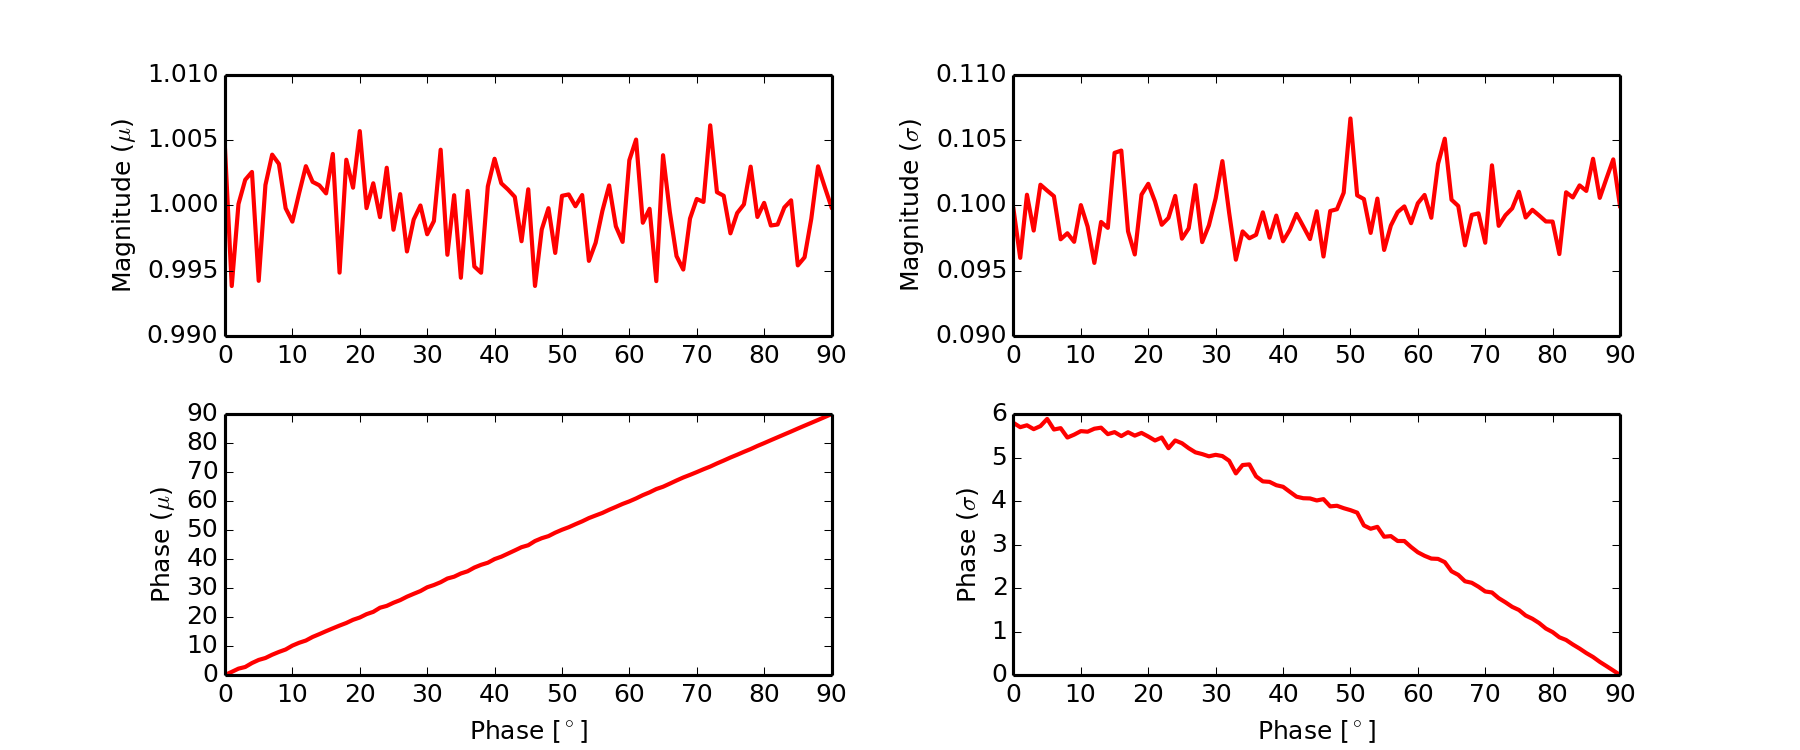 1.010
1.005
1.000
0.995
0.990
Magnitude (μ)
0 10 20 30 40 50 60 70 80 90
0.110
0.105
0.100
0.095
0.090
Magnitude (σ)
0 10 20 30 40 50 60 70 80 90
90
80
70
60
50
40
30
20
10
0
Phase (μ)
0 10 20 30 40 50 60 70 80 90
Phase [°]
6
5
4
3
2
1
0
Phase (σ)
0 10 20 30 40 50 60 70 80 90
Phase [°]